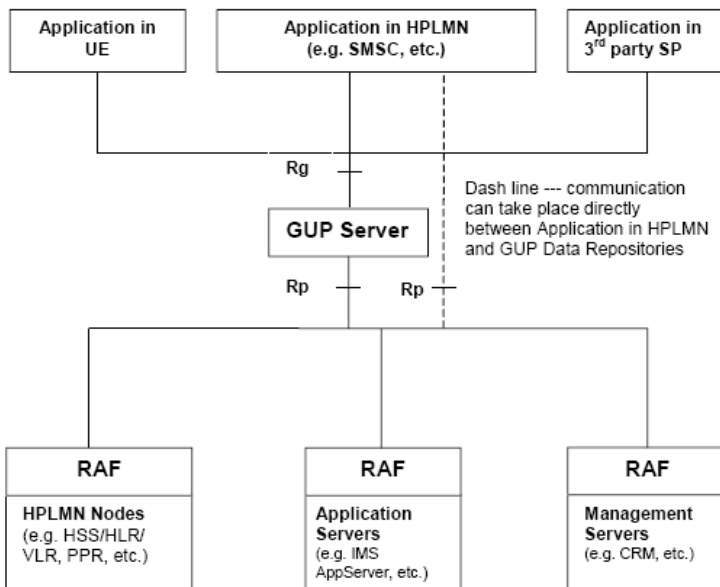 Application in
UE
Application in HPLMN
(e.g. SMSC, etc.)
Application in
3rd party SP
Rg
Dash line --- communication
can take place directly
between Application in HPLMN
and GUP Data Repositories
GUP Server
Rp
Rp
RAF
HPLMN Nodes
(e.g. HSS/HLR/
VLR, PPR, etc.)
RAF
Application
Servers
(e.g. IMS
AppServer, etc.)
RAF
Management
Servers
(e.g. CRM, etc.)